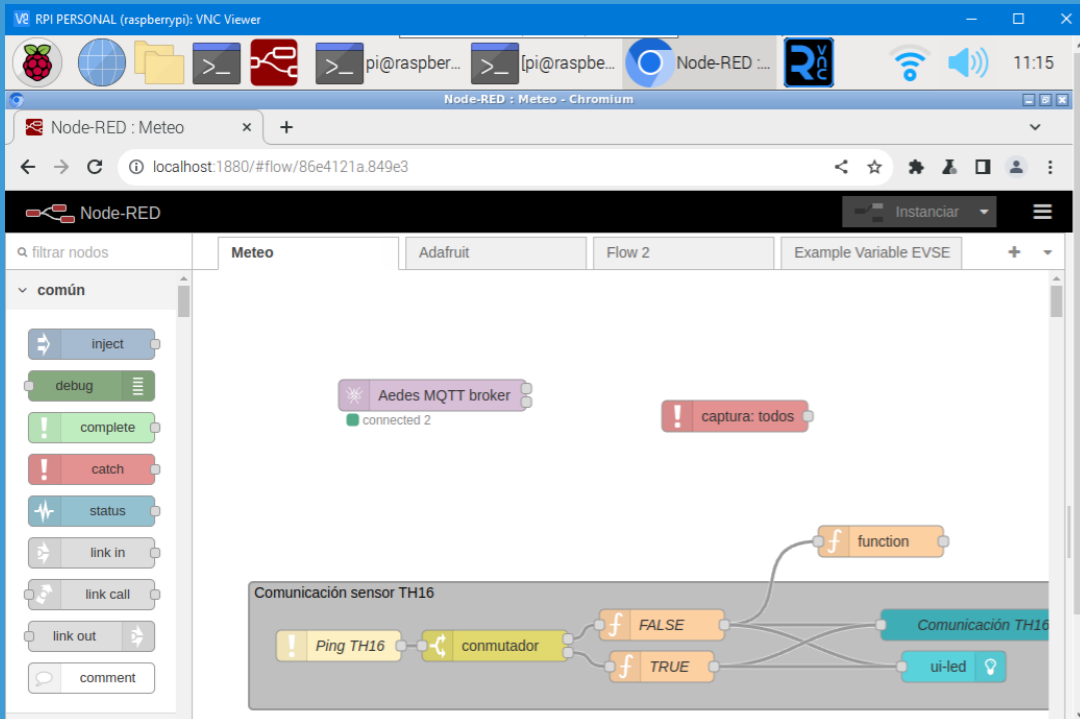 RPI PERSONAL (raspberrypi): VNC Viewer
pi@raspber... [pi@raspbe... Node-RED :... 11:15
Node-RED : Meteo - Chromium
Node-RED : Meteo
localhost:1880/#flow/86e4121a.849e3
Node-RED Instanciar
filtrar nodos
Meteo Adafruit Flow 2 Example Variable EVSE
común
inject
debug
complete
catch
status
link in
link call
link out
comment
Aedes MQTT broker
connected 2
captura: todos
function
Comunicación sensor TH16
Ping TH16
conmutador
FALSE
TRUE
Comunicación TH16
ui-led